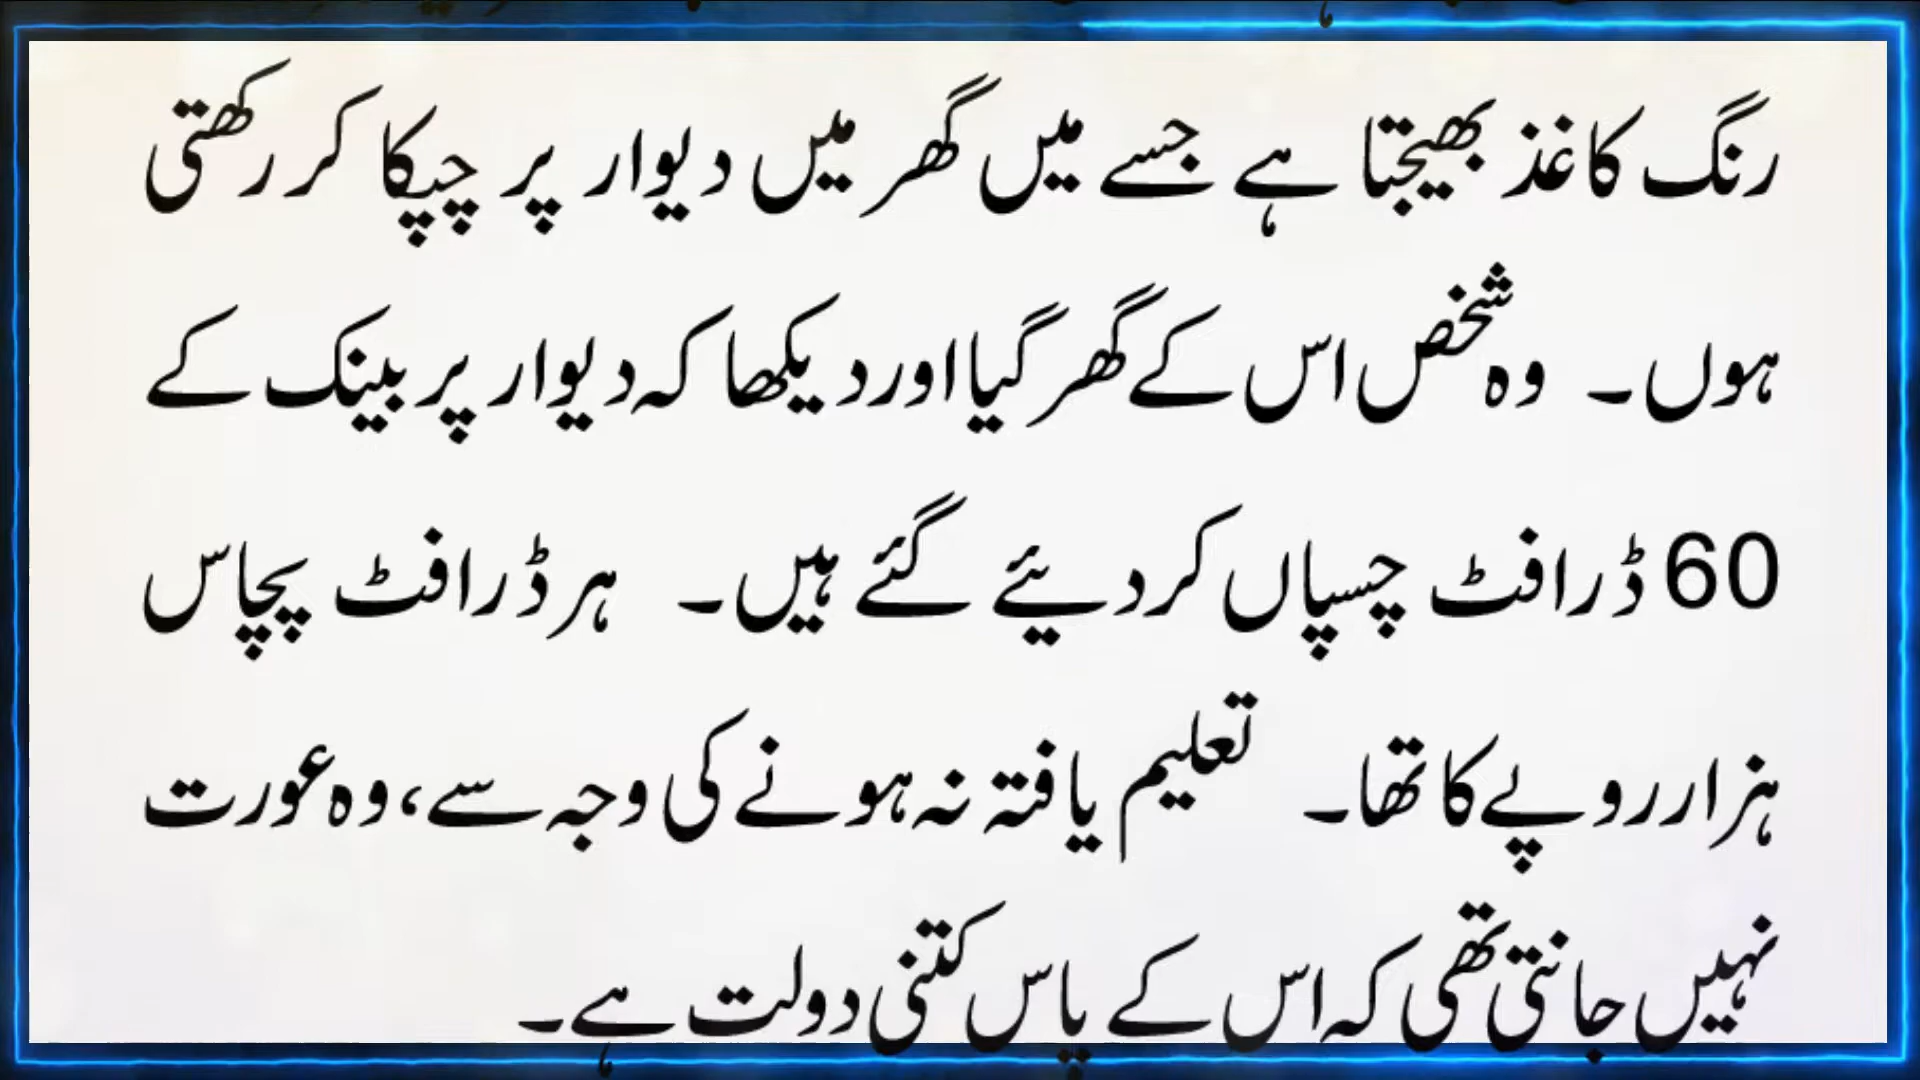 رنگ کاغذ بھیجتا ہے جسے میں گھر میں دیوار پر چپکا کر رکھتی
ہوں۔ وہ شخص اس کے گھر گیا اور دیکھا کہ دیوار پر بینک کے
60 ڈرافٹ چسپاں کر دیئے گئے ہیں۔ ہر ڈرافٹ پچاس
ہزار روپے کا تھا۔ تعلیم یافتہ نہ ہونے کی وجہ سے، وہ عورت
نہیں جانتی تھی کہ اس کے پاس کتنی دولت ہے۔